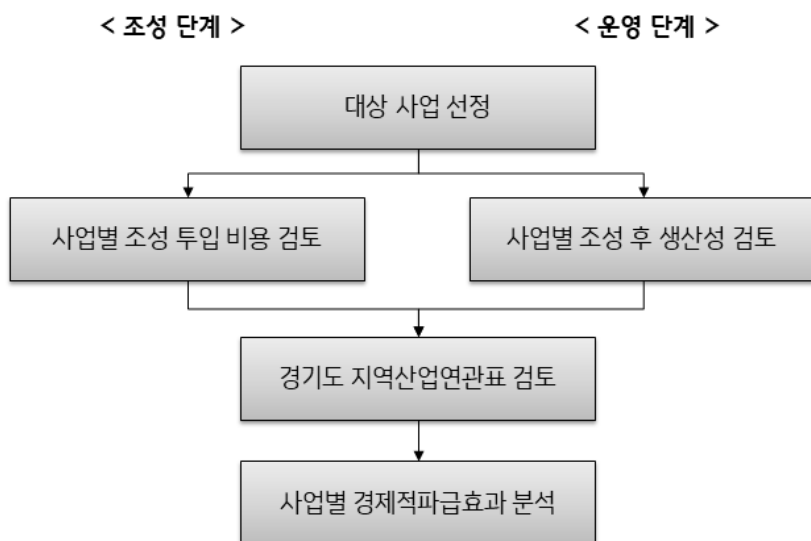 < 조성 단계 >
< 운영 단계 >
대상 사업 선정
사업별 조성 투입 비용 검토
사업별 조성 후 생산성 검토
경기도 지역산업연관표 검토
사업별 경제적파급효과 분석